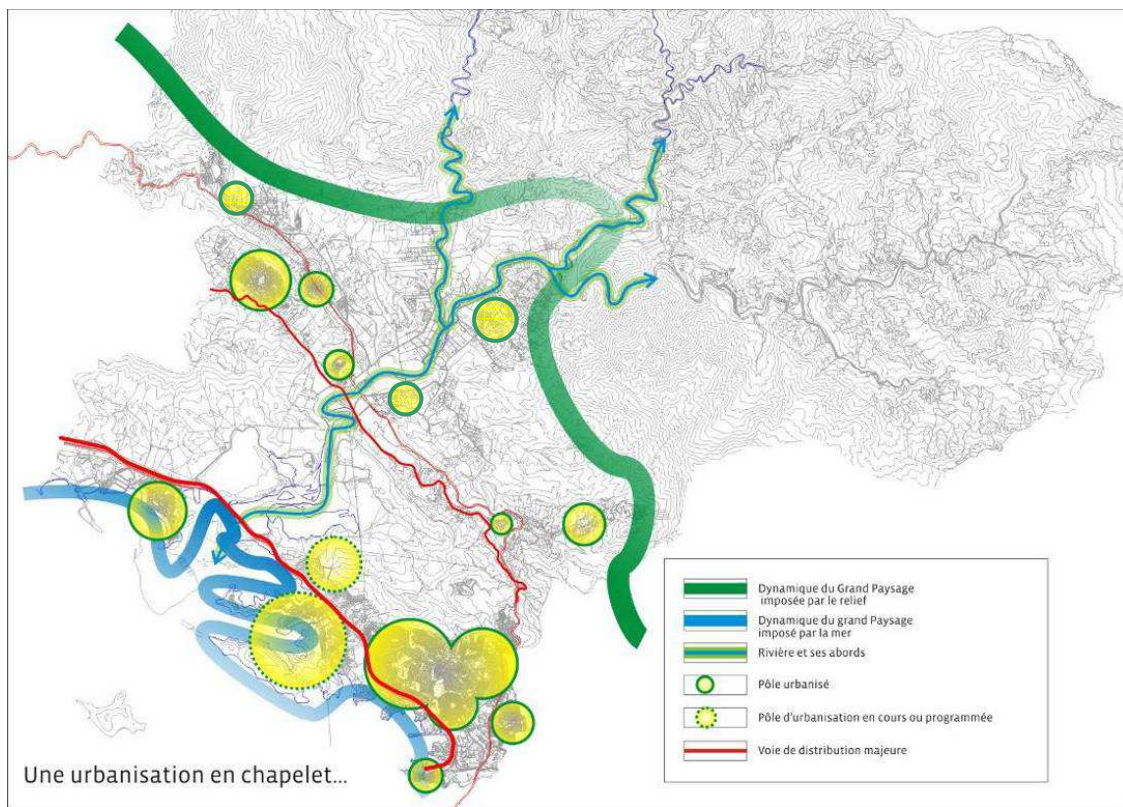 Dynamique du Grand Paysage
imposée par le relief
Dynamique du grand Paysage
imposé par la mer
Rivière et ses abords
Pôle urbanisé
Pôle d'urbanisation en cours ou programmée
Voie de distribution majeure
Une urbanisation en chapelet...